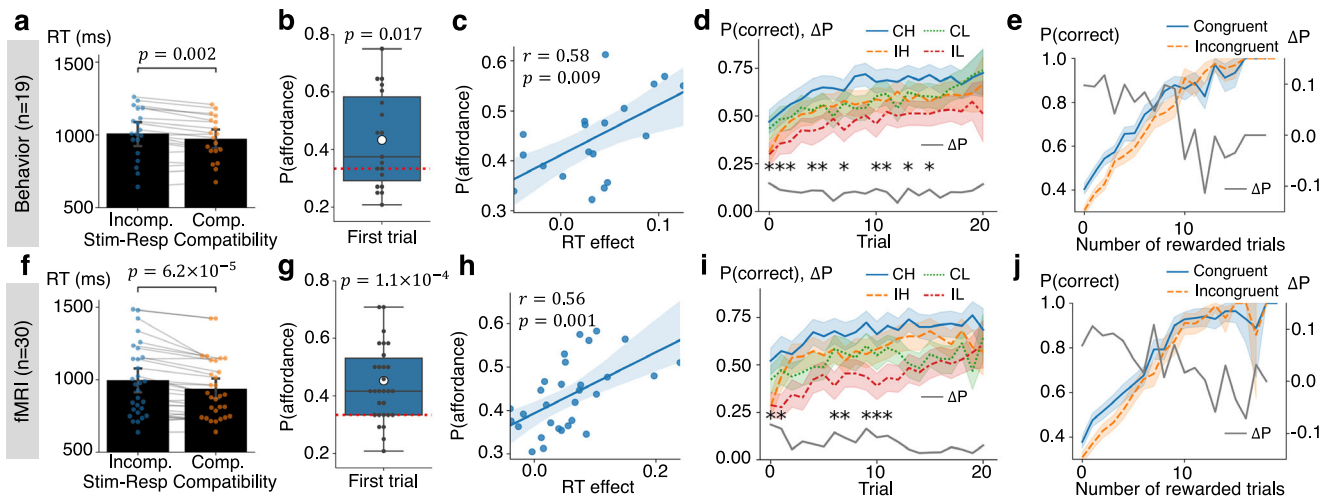 Behavior (n=19)
a
RT (ms)
p = 0.002
1500
1000
500
Incomp. Comp.
Stim-Resp Compatibility
b
p = 0.017
P(affordance)
0.8
0.6
0.4
0.2
First trial
c
r = 0.58
p = 0.009
P(affordance)
0.6
0.5
0.4
0.3
0.0 0.1
RT effect
d
P(correct), ΔP
CH CL
IH IL
0.75
0.50
0.25
0.00
*** ** * ** * *
ΔP
0 10 20
Trial
e
P(correct)
Congruent
Incongruent
ΔP
1.0
0.8
0.6
0.4
0.1
0.0
-0.1
ΔP
0 10
Number of rewarded trials
fMRI (n=30)
f
RT (ms)
p = 6.2×10⁻⁵
1500
1000
500
Incomp. Comp.
Stim-Resp Compatibility
g
p = 1.1×10⁻⁴
P(affordance)
0.8
0.6
0.4
0.2
First trial
h
r = 0.56
p = 0.001
P(affordance)
0.6
0.5
0.4
0.3
0.0 0.2
RT effect
i
P(correct), ΔP
CH CL
IH IL
0.75
0.50
0.25
0.00
** ** ***
ΔP
0 10 20
Trial
j
P(correct)
Congruent
Incongruent
ΔP
1.0
0.8
0.6
0.4
0.1
0.0
-0.1
ΔP
0 10
Number of rewarded trials